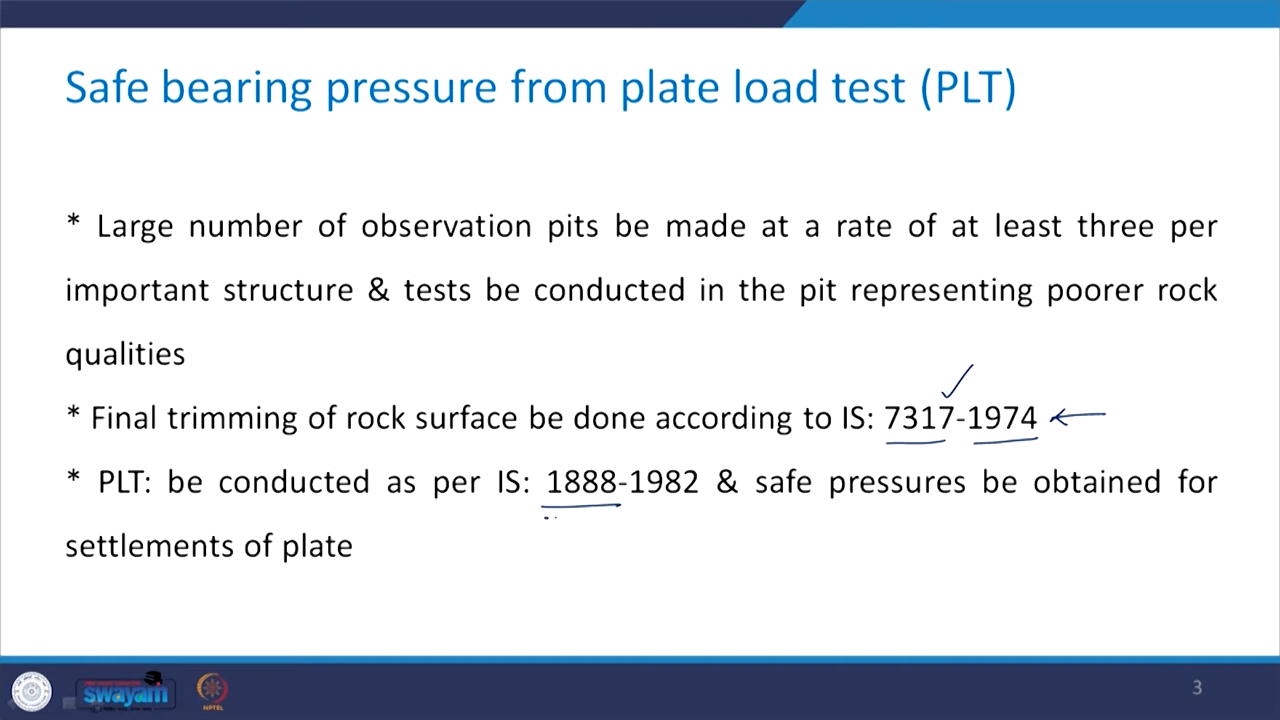 Safe bearing pressure from plate load test (PLT)
* Large number of observation pits be made at a rate of at least three per
important structure & tests be conducted in the pit representing poorer rock
qualities
* Final trimming of rock surface be done according to IS: 7317-1974
* PLT: be conducted as per IS: 1888-1982 & safe pressures be obtained for
settlements of plate
swayam
NPTEL
3